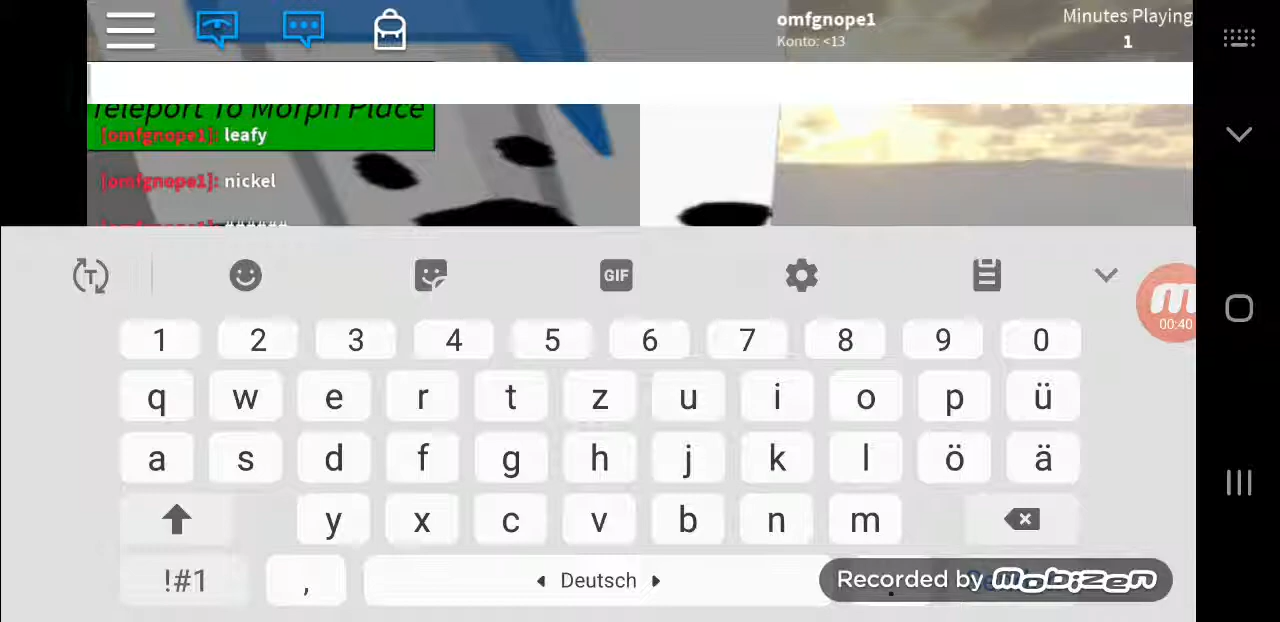 omfgnope1
Konto: <13
Minutes Playing
1
Teleport To Morph Place
[omfgnope1]: leafy
[omfgnope1]: nickel
[omfgnope1]: ######
T
GIF
00:40
1 2 3 4 5 6 7 8 9 0
q w e r t z u i o p ü
a s d f g h j k l ö ä
y x c v b n m
!#1 , Deutsch .
Recorded by mobizen